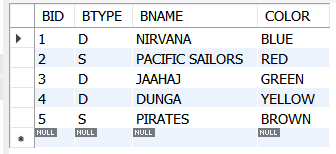 BID BTYPE BNAME COLOR
1 D NIRVANA BLUE
2 S PACIFIC SAILORS RED
3 D JAAHAJ GREEN
4 D DUNGA YELLOW
5 S PIRATES BROWN
NULL NULL NULL NULL